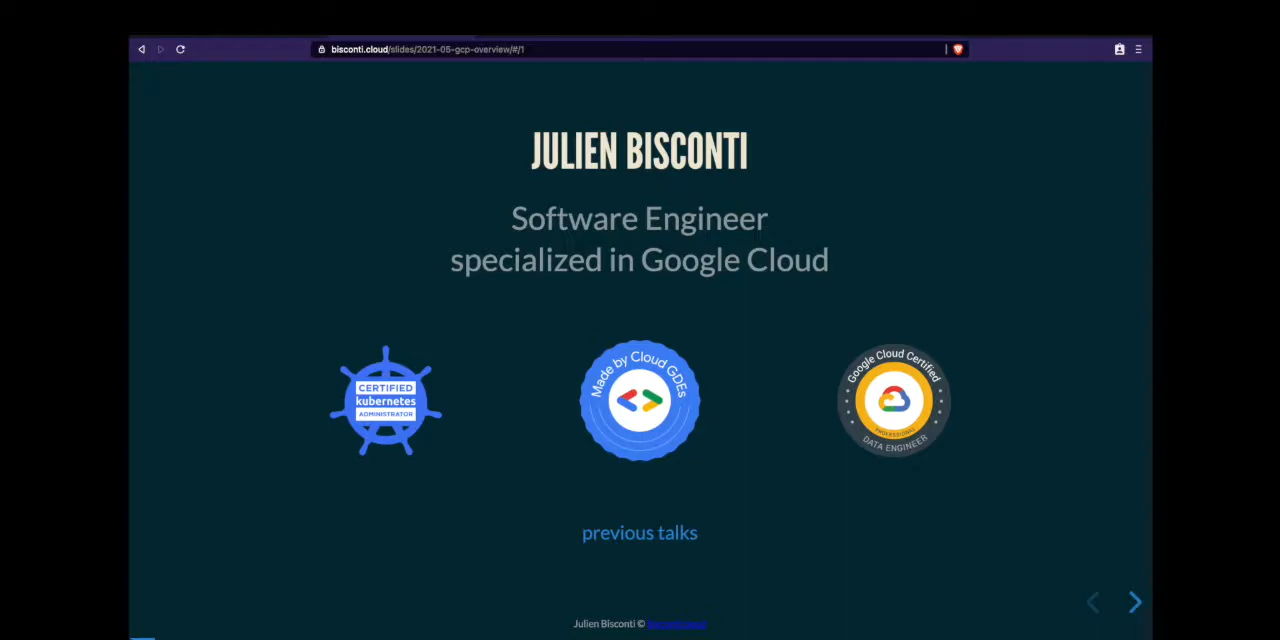 bisconti.cloud/slides/2021-05-gcp-overview/#/1
JULIEN BISCONTI
Software Engineer
specialized in Google Cloud
CERTIFIED
kubernetes
ADMINISTRATOR
Made by Cloud GDEs
Google Cloud Certified
PROFESSIONAL
DATA ENGINEER
previous talks
Julien Bisconti ©